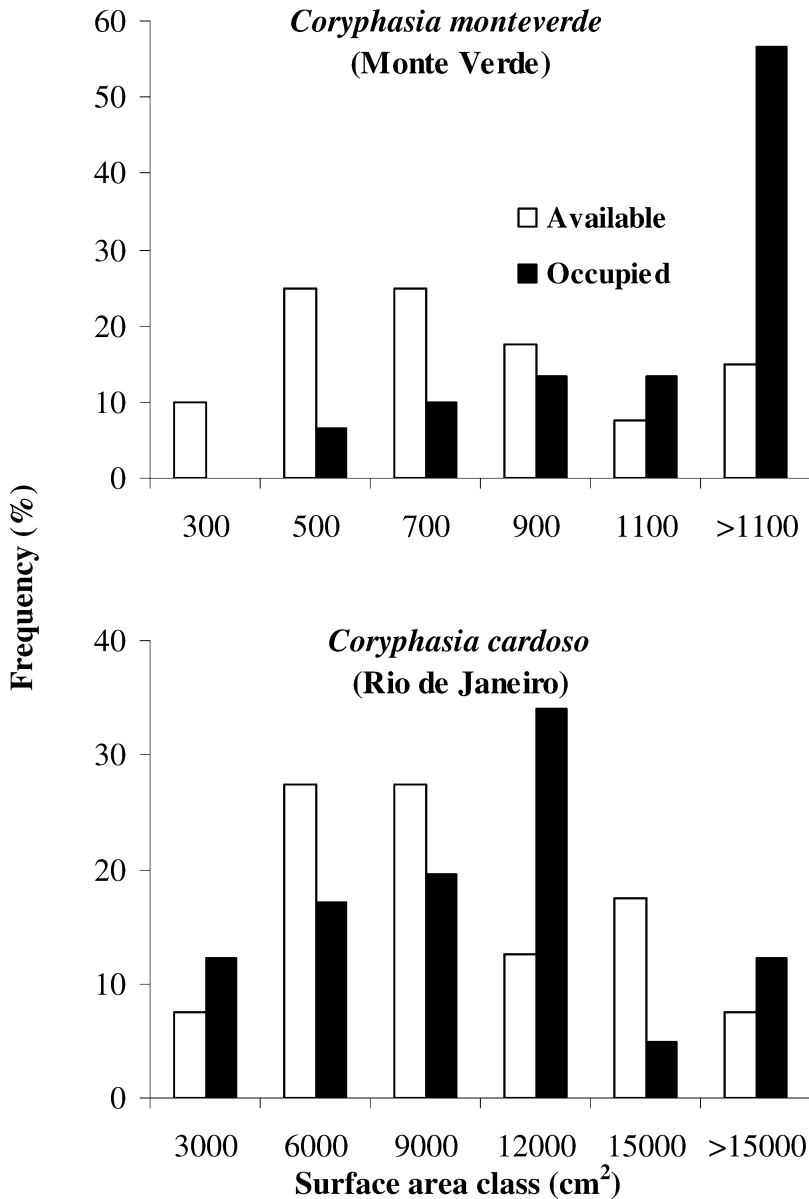 Coryphasia monteverde
(Monte Verde)
60
50
40
30
20
10
0
Available
Occupied
300 500 700 900 1100 >1100
Frequency (%)
Coryphasia cardoso
(Rio de Janeiro)
40
30
20
10
0
3000 6000 9000 12000 15000 >15000
Surface area class (cm²)